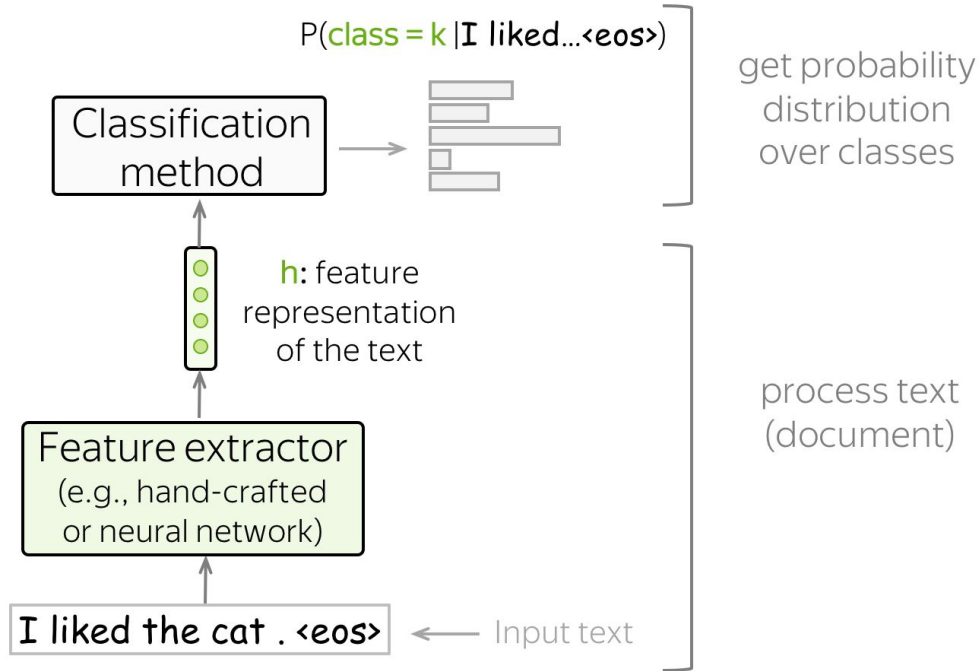 P(class = k |I liked...<eos>)
get probability
distribution
over classes
Classification
method
h: feature
representation
of the text
process text
(document)
Feature extractor
(e.g., hand-crafted
or neural network)
I liked the cat . <eos>
Input text